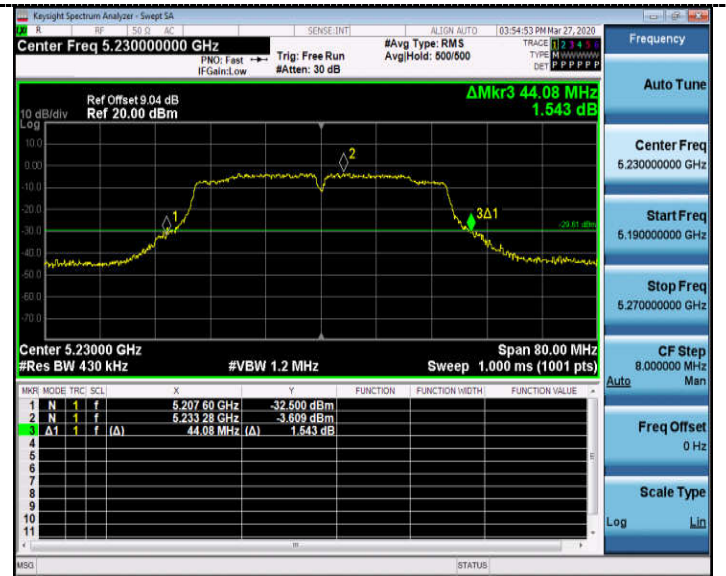 Keysight Spectrum Analyzer - Swept SA
R RF 50 Ω AC SENSE:INT ALIGN AUTO 03:54:53 PM Mar 27, 2020
Center Freq 5.230000000 GHz
PNO: Fast
IFGain:Low
Trig: Free Run
#Atten: 30 dB
#Avg Type: RMS
Avg|Hold: 500/500
TRACE 1 2 3 4 5 6
TYPE M WWWWW
DET P P P P P P
Ref Offset 9.04 dB
Ref 20.00 dBm
10 dB/div
Log
ΔMkr3 44.08 MHz
1.543 dB
10.0
0.00
-10.0
-20.0
-30.0
-40.0
-50.0
-60.0
-70.0
1
2
3Δ1
-29.61 dBm
Center 5.23000 GHz Span 80.00 MHz
#Res BW 430 kHz #VBW 1.2 MHz Sweep 1.000 ms (1001 pts)
MKR MODE TRC SCL X Y FUNCTION FUNCTION WIDTH FUNCTION VALUE
1 N 1 f 5.207 60 GHz -32.500 dBm
2 N 1 f 5.233 28 GHz -3.609 dBm
3 Δ1 1 f (Δ) 44.08 MHz (Δ) 1.543 dB
4
5
6
7
8
9
10
11
MSG STATUS
Frequency
Auto Tune
Center Freq
5.230000000 GHz
Start Freq
5.190000000 GHz
Stop Freq
5.270000000 GHz
CF Step
8.000000 MHz
Auto Man
Freq Offset
0 Hz
Scale Type
Log Lin